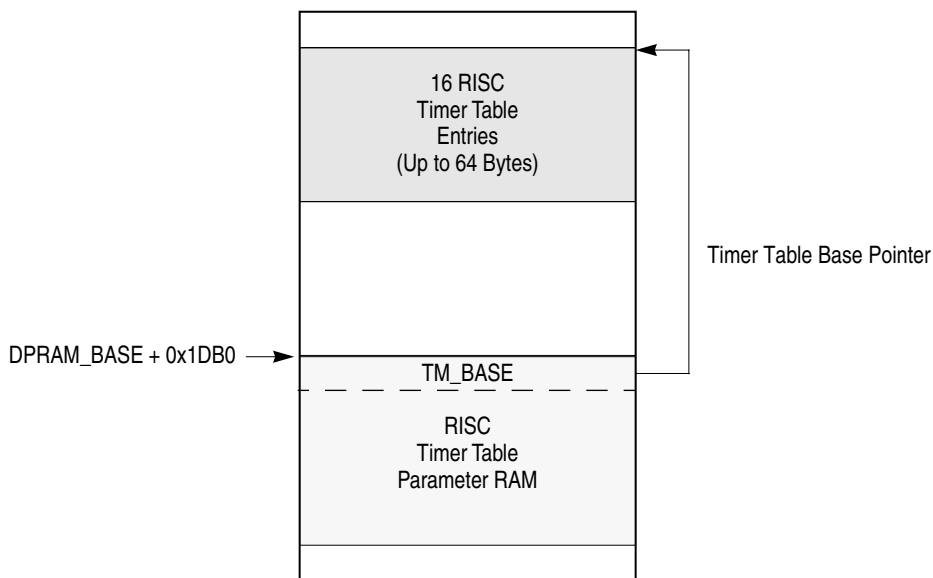 16 RISC
Timer Table
Entries
(Up to 64 Bytes)
Timer Table Base Pointer
DPRAM_BASE + 0x1DB0
TM_BASE
RISC
Timer Table
Parameter RAM